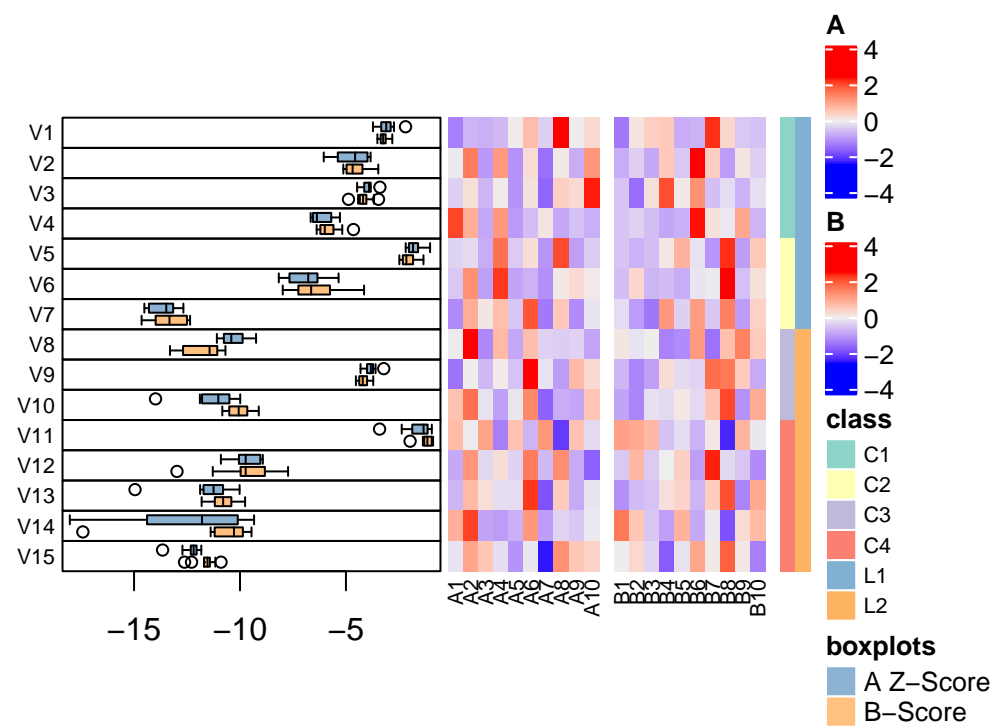 A
4
2
0
−2
−4
B
4
2
0
−2
−4
V1
V2
V3
V4
V5
V6
V7
V8
V9
V10
V11
V12
V13
V14
V15
−15 −10 −5
A1 A2 A3 A4 A5 A6 A7 A8 A9 A10
B1 B2 B3 B4 B5 B6 B7 B8 B9 B10
class
C1
C2
C3
C4
L1
L2
boxplots
A Z−Score
B−Score